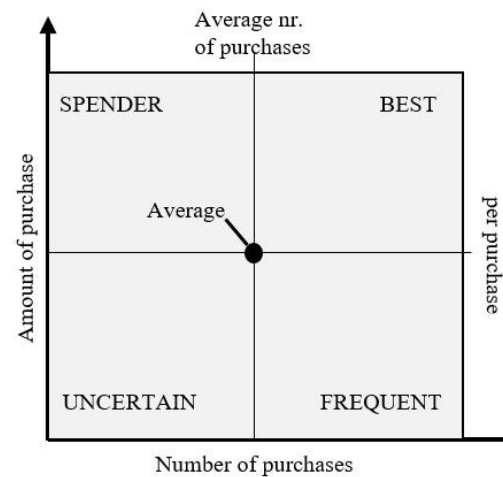 Average nr.
of purchases
SPENDER
BEST
Average
Amount of purchase
per purchase
UNCERTAIN
FREQUENT
Number of purchases